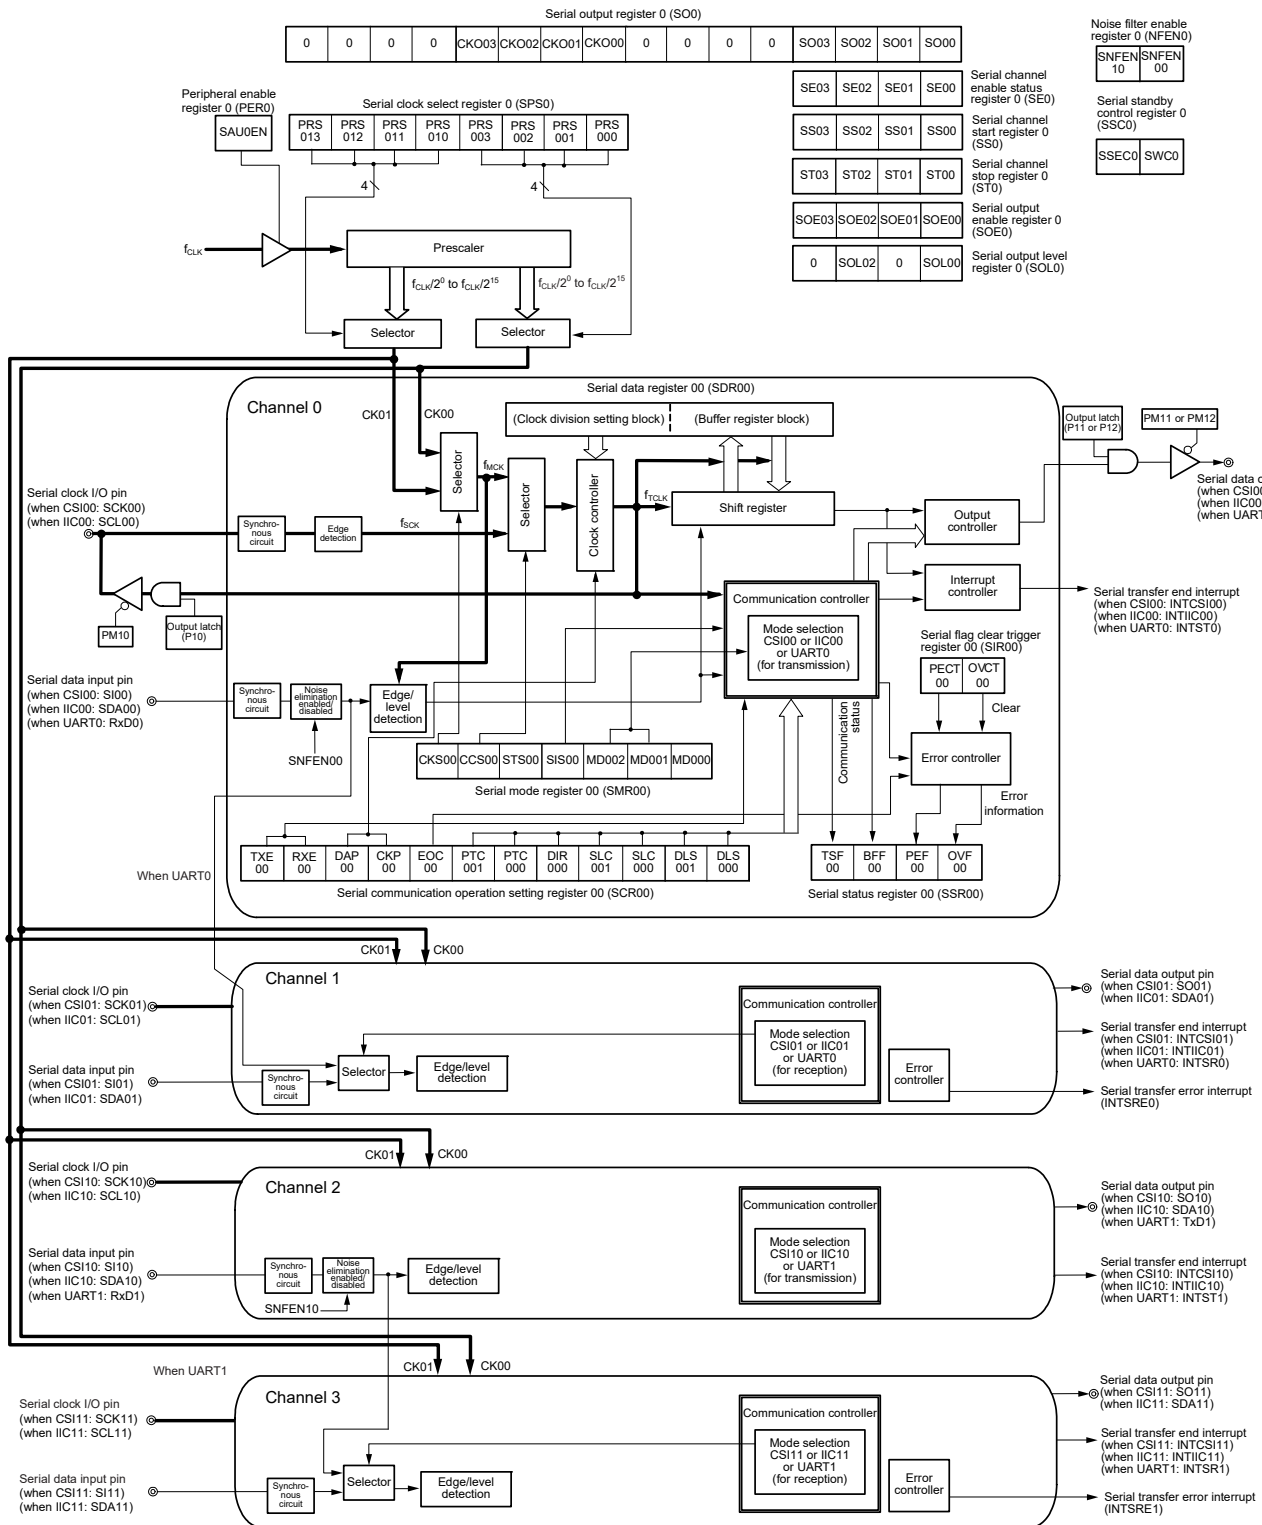 Serial output register 0 (SO0)
0 0 0 0 CKO03 CKO02 CKO01 CKO00 0 0 0 0 SO03 SO02 SO01 SO00
Noise filter enable
register 0 (NFEN0)
SNFEN SNFEN
10 00
Peripheral enable
register 0 (PER0)
SAU0EN
Serial clock select register 0 (SPS0)
PRS PRS PRS PRS PRS PRS PRS PRS
013 012 011 010 003 002 001 000
4
4
SE03 SE02 SE01 SE00
Serial channel
enable status
register 0 (SE0)
SS03 SS02 SS01 SS00
Serial channel
start register 0
(SS0)
ST03 ST02 ST01 ST00
Serial channel
stop register 0
(ST0)
SOE03 SOE02 SOE01 SOE00
Serial output
enable register 0
(SOE0)
0 SOL02 0 SOL00
Serial output level
register 0 (SOL0)
Serial standby
control register 0
(SSC0)
SSEC0 SWC0
fCLK
Prescaler
fCLK/2^0 to fCLK/2^15
fCLK/2^0 to fCLK/2^15
Selector
Selector
Channel 0
CK01
CK00
Serial data register 00 (SDR00)
(Clock division setting block)
(Buffer register block)
Selector
fMCK
Selector
Clock controller
fTCLK
Shift register
Output latch
(P11 or P12)
PM11 or PM12
Serial data o
(when CSI00
(when IIC00
(when UART
Serial clock I/O pin
(when CSI00: SCK00)
(when IIC00: SCL00)
Synchro-
nous
circuit
Edge
detection
fSCK
Output
controller
Interrupt
controller
Serial transfer end interrupt
(when CSI00: INTCSI00)
(when IIC00: INTIIC00)
(when UART0: INTST0)
PM10
Output latch
(P10)
Communication controller
Mode selection
CSI00 or IIC00
or UART0
(for transmission)
Serial flag clear trigger
register 00 (SIR00)
PECT OVCT
00 00
Clear
Serial data input pin
(when CSI00: SI00)
(when IIC00: SDA00)
(when UART0: RxD0)
Synchro-
nous
circuit
Noise
elimination
enabled/
disabled
Edge/
level
detection
SNFEN00
Communication
status
Error controller
Error
information
CKS00 CCS00 STS00 SIS00 MD002 MD001 MD000
Serial mode register 00 (SMR00)
When UART0
TXE RXE DAP CKP EOC PTC PTC DIR SLC SLC DLS DLS
00 00 00 00 00 001 000 000 001 000 001 000
Serial communication operation setting register 00 (SCR00)
TSF BFF PEF OVF
00 00 00 00
Serial status register 00 (SSR00)
CK01
CK00
Channel 1
Serial clock I/O pin
(when CSI01: SCK01)
(when IIC01: SCL01)
Serial data input pin
(when CSI01: SI01)
(when IIC01: SDA01)
Synchro-
nous
circuit
Selector
Edge/level
detection
Communication controller
Mode selection
CSI01 or IIC01
or UART0
(for reception)
Error
controller
Serial data output pin
(when CSI01: SO01)
(when IIC01: SDA01)
Serial transfer end interrupt
(when CSI01: INTCSI01)
(when IIC01: INTIIC01)
(when UART0: INTSR0)
Serial transfer error interrupt
(INTSRE0)
CK01
CK00
Channel 2
Serial clock I/O pin
(when CSI10: SCK10)
(when IIC10: SCL10)
Serial data input pin
(when CSI10: SI10)
(when IIC10: SDA10)
(when UART1: RxD1)
Synchro-
nous
circuit
Noise
elimination
enabled/
disabled
Edge/level
detection
SNFEN10
Communication controller
Mode selection
CSI10 or IIC10
or UART1
(for transmission)
Serial data output pin
(when CSI10: SO10)
(when IIC10: SDA10)
(when UART1: TxD1)
Serial transfer end interrupt
(when CSI10: INTCSI10)
(when IIC10: INTIIC10)
(when UART1: INTST1)
When UART1
CK01
CK00
Channel 3
Serial clock I/O pin
(when CSI11: SCK11)
(when IIC11: SCL11)
Serial data input pin
(when CSI11: SI11)
(when IIC11: SDA11)
Synchro-
nous
circuit
Selector
Edge/level
detection
Communication controller
Mode selection
CSI11 or IIC11
or UART1
(for reception)
Error
controller
Serial data output pin
(when CSI11: SO11)
(when IIC11: SDA11)
Serial transfer end interrupt
(when CSI11: INTCSI11)
(when IIC11: INTIIC11)
(when UART1: INTSR1)
Serial transfer error interrupt
(INTSRE1)